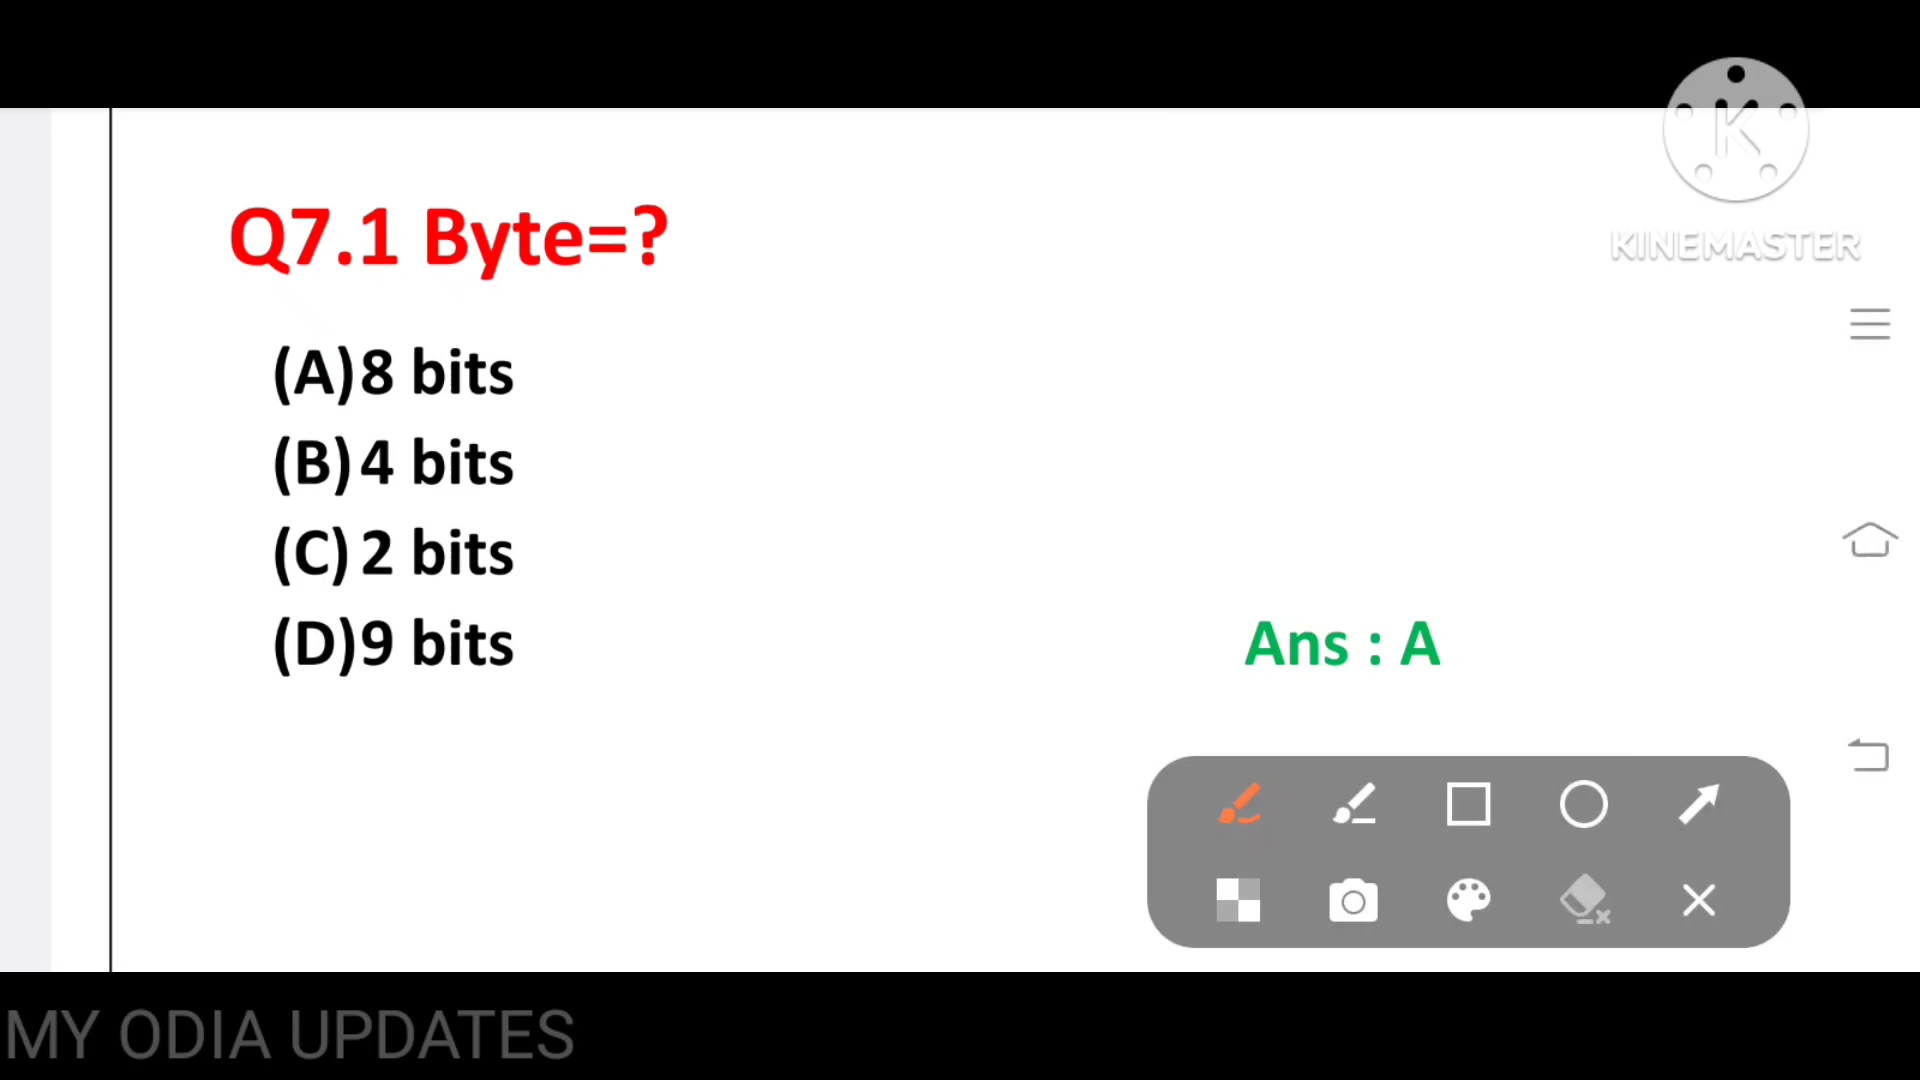 Q7.1 Byte=?
(A)8 bits
(B)4 bits
(C)2 bits
(D)9 bits
Ans : A
K
KINEMASTER
MY ODIA UPDATES